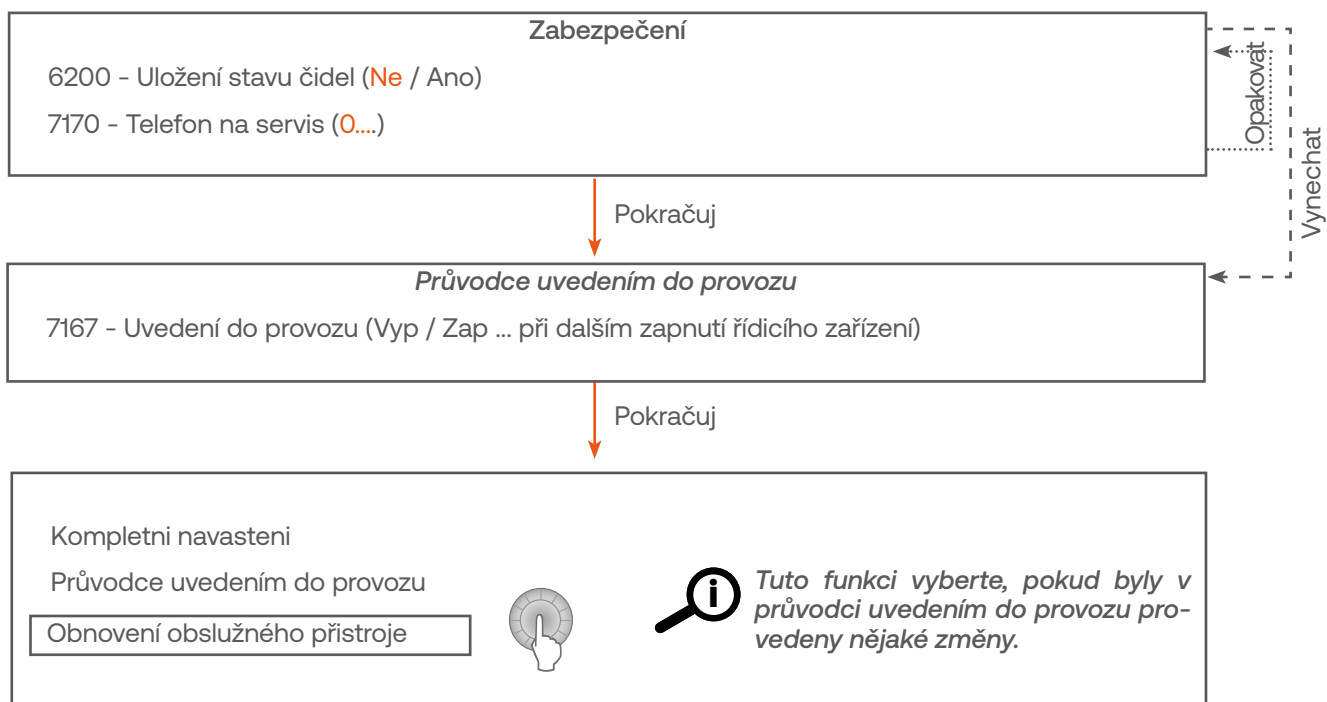 Zabezpečení
6200 - Uložení stavu čidel (Ne / Ano)
7170 - Telefon na servis (0....)
Opakovat
Vynechat
Pokračuj
Průvodce uvedením do provozu
7167 - Uvedení do provozu (Vyp / Zap ... při dalším zapnutí řídicího zařízení)
Pokračuj
Kompletni navasteni
Průvodce uvedením do provozu
Obnovení obslužného přistroje
i
Tuto funkci vyberte, pokud byly v
průvodci uvedením do provozu pro-
vedeny nějaké změny.